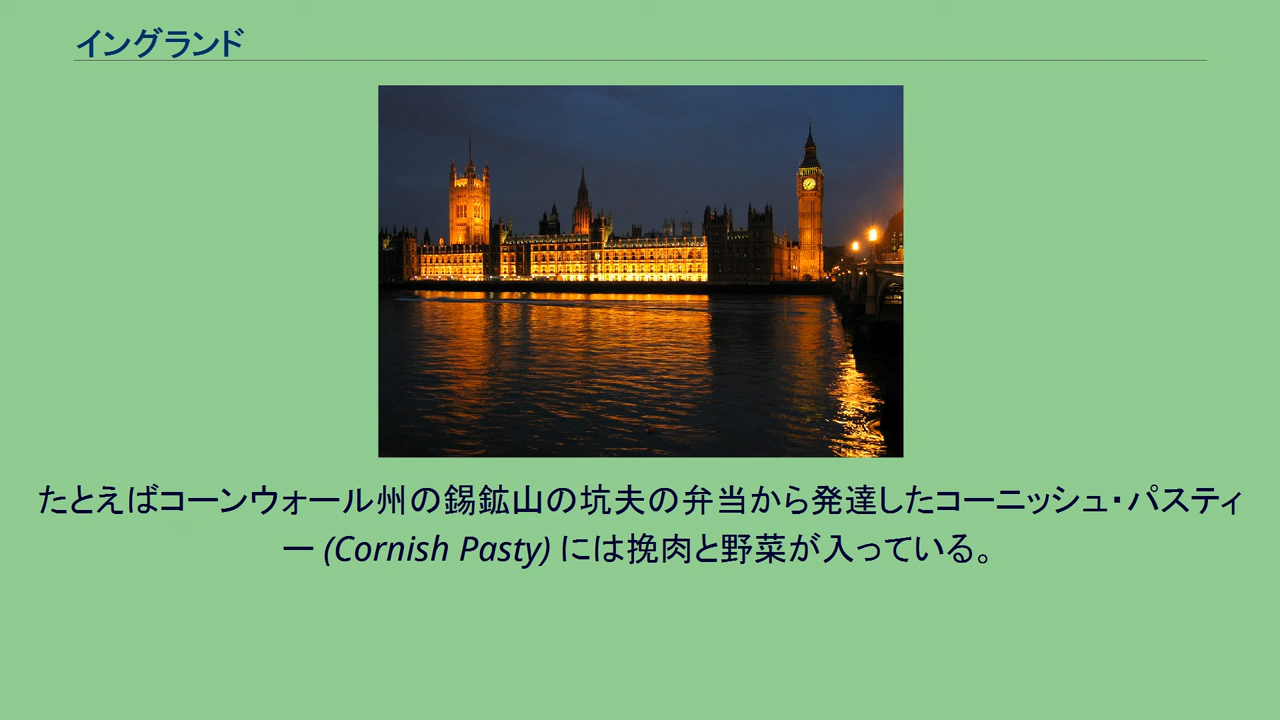 イングランド
たとえばコーンウォール州の錫鉱山の坑夫の弁当から発達したコーニッシュ・パスティ
ー (Cornish Pasty) には挽肉と野菜が入っている。